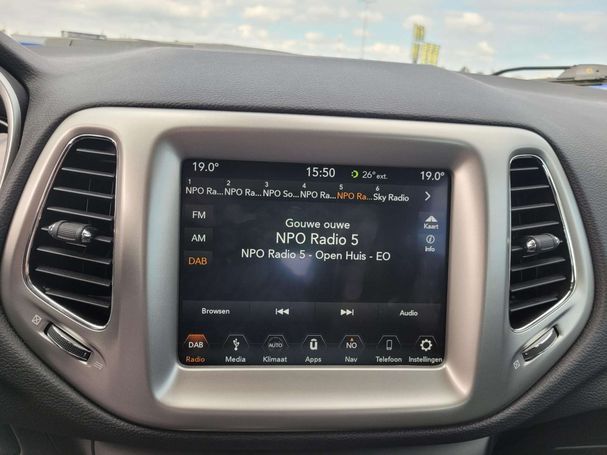 19.0° 15:50 26° ext. 19.0°
1 2 3 4 5 6
NPO Ra... NPO Ra... NPO So... NPO Ra... NPO Ra... Sky Radio
FM
AM
DAB
Gouwe ouwe
NPO Radio 5
NPO Radio 5 - Open Huis - EO
Kaart
Info
Browsen Audio
DAB AUTO NO
Radio Media Klimaat Apps Nav Telefoon Instellingen